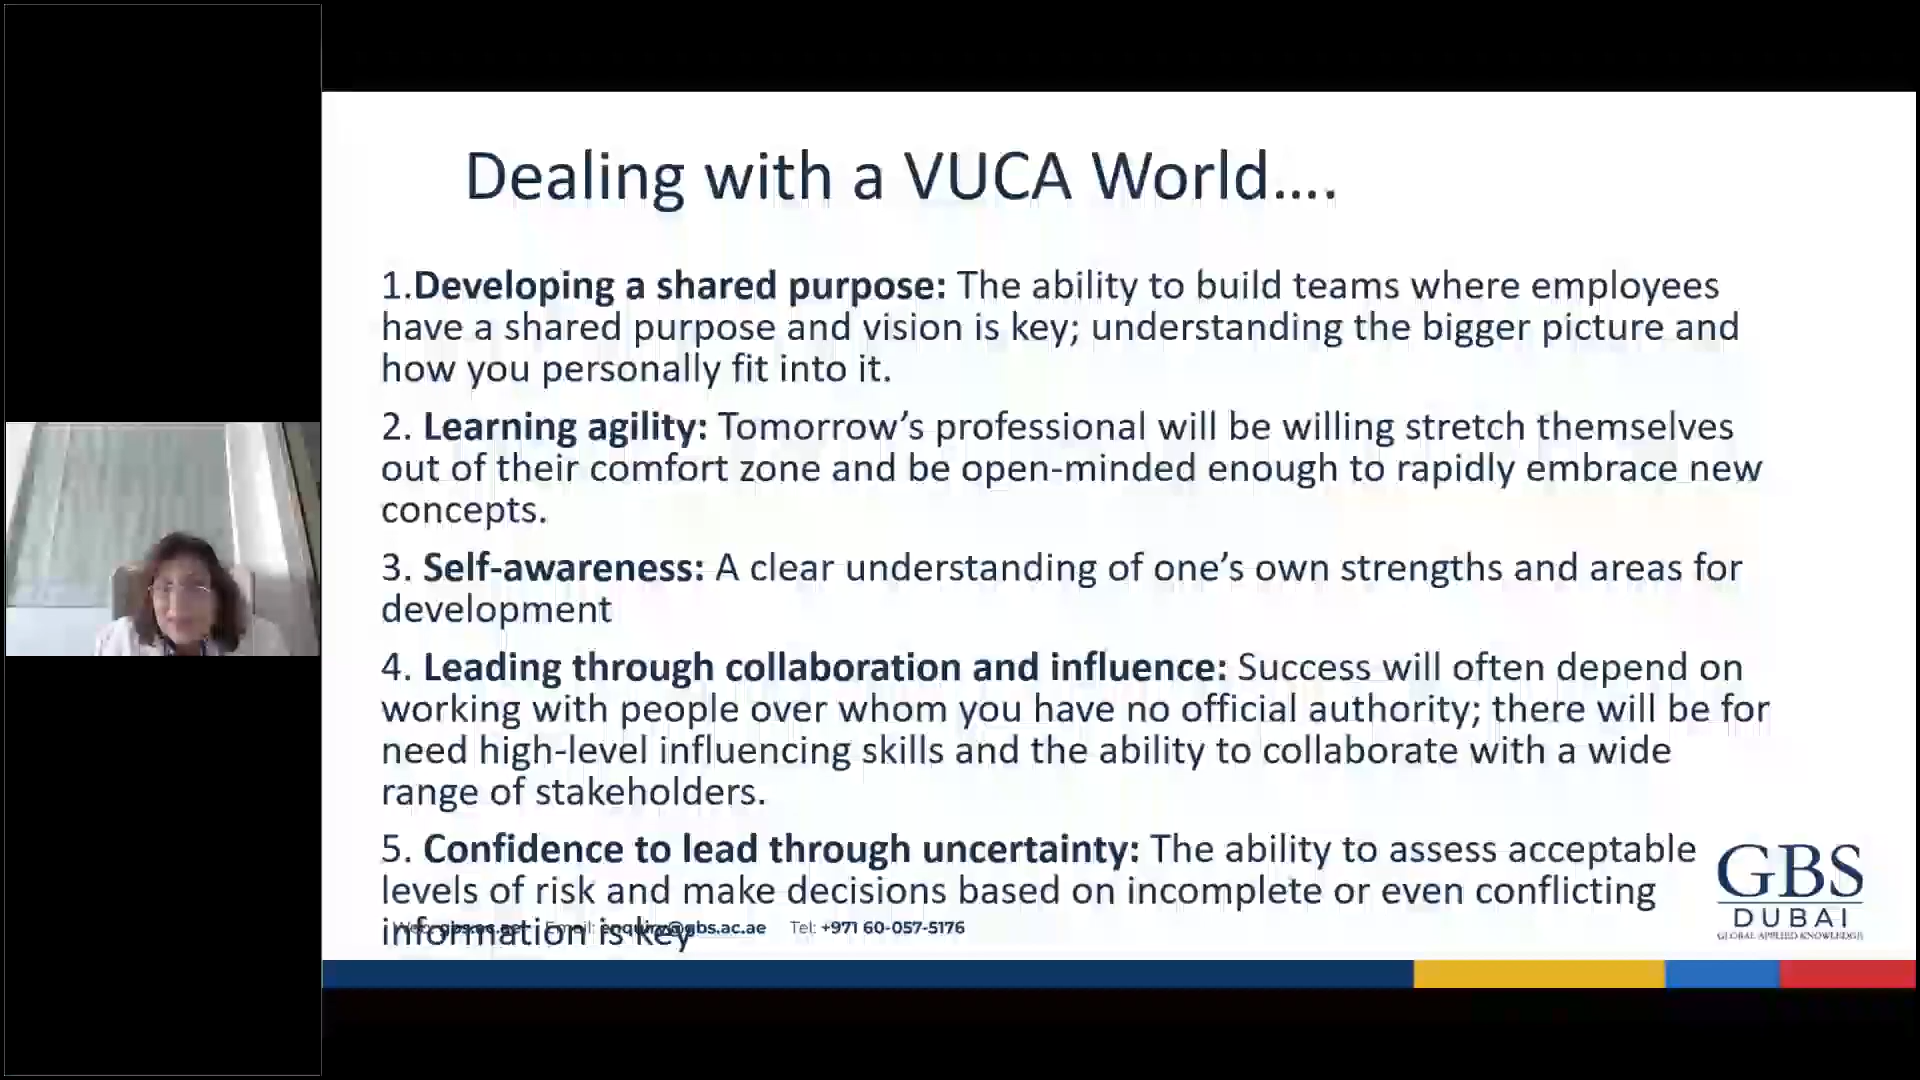 Dealing with a VUCA World....
1.Developing a shared purpose: The ability to build teams where employees
have a shared purpose and vision is key; understanding the bigger picture and
how you personally fit into it.
2. Learning agility: Tomorrow’s professional will be willing stretch themselves
out of their comfort zone and be open-minded enough to rapidly embrace new
concepts.
3. Self-awareness: A clear understanding of one’s own strengths and areas for
development
4. Leading through collaboration and influence: Success will often depend on
working with people over whom you have no official authority; there will be for
need high-level influencing skills and the ability to collaborate with a wide
range of stakeholders.
5. Confidence to lead through uncertainty: The ability to assess acceptable
levels of risk and make decisions based on incomplete or even conflicting
information is key
Web: gbs.ac.ae Email: enquiry@gbs.ac.ae Tel: +971 60-057-5176
GBS
DUBAI
GLOBAL APPLIED KNOWLEDGE